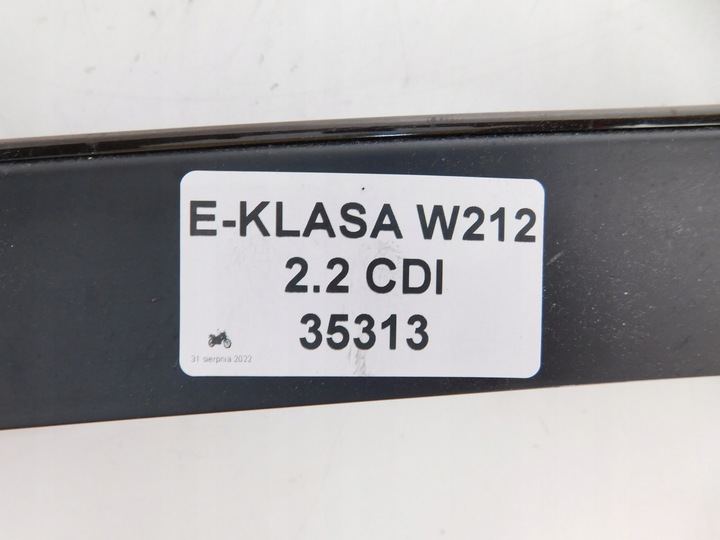 E-KLASA W212
2.2 CDI
35313
31 sierpnia 2022